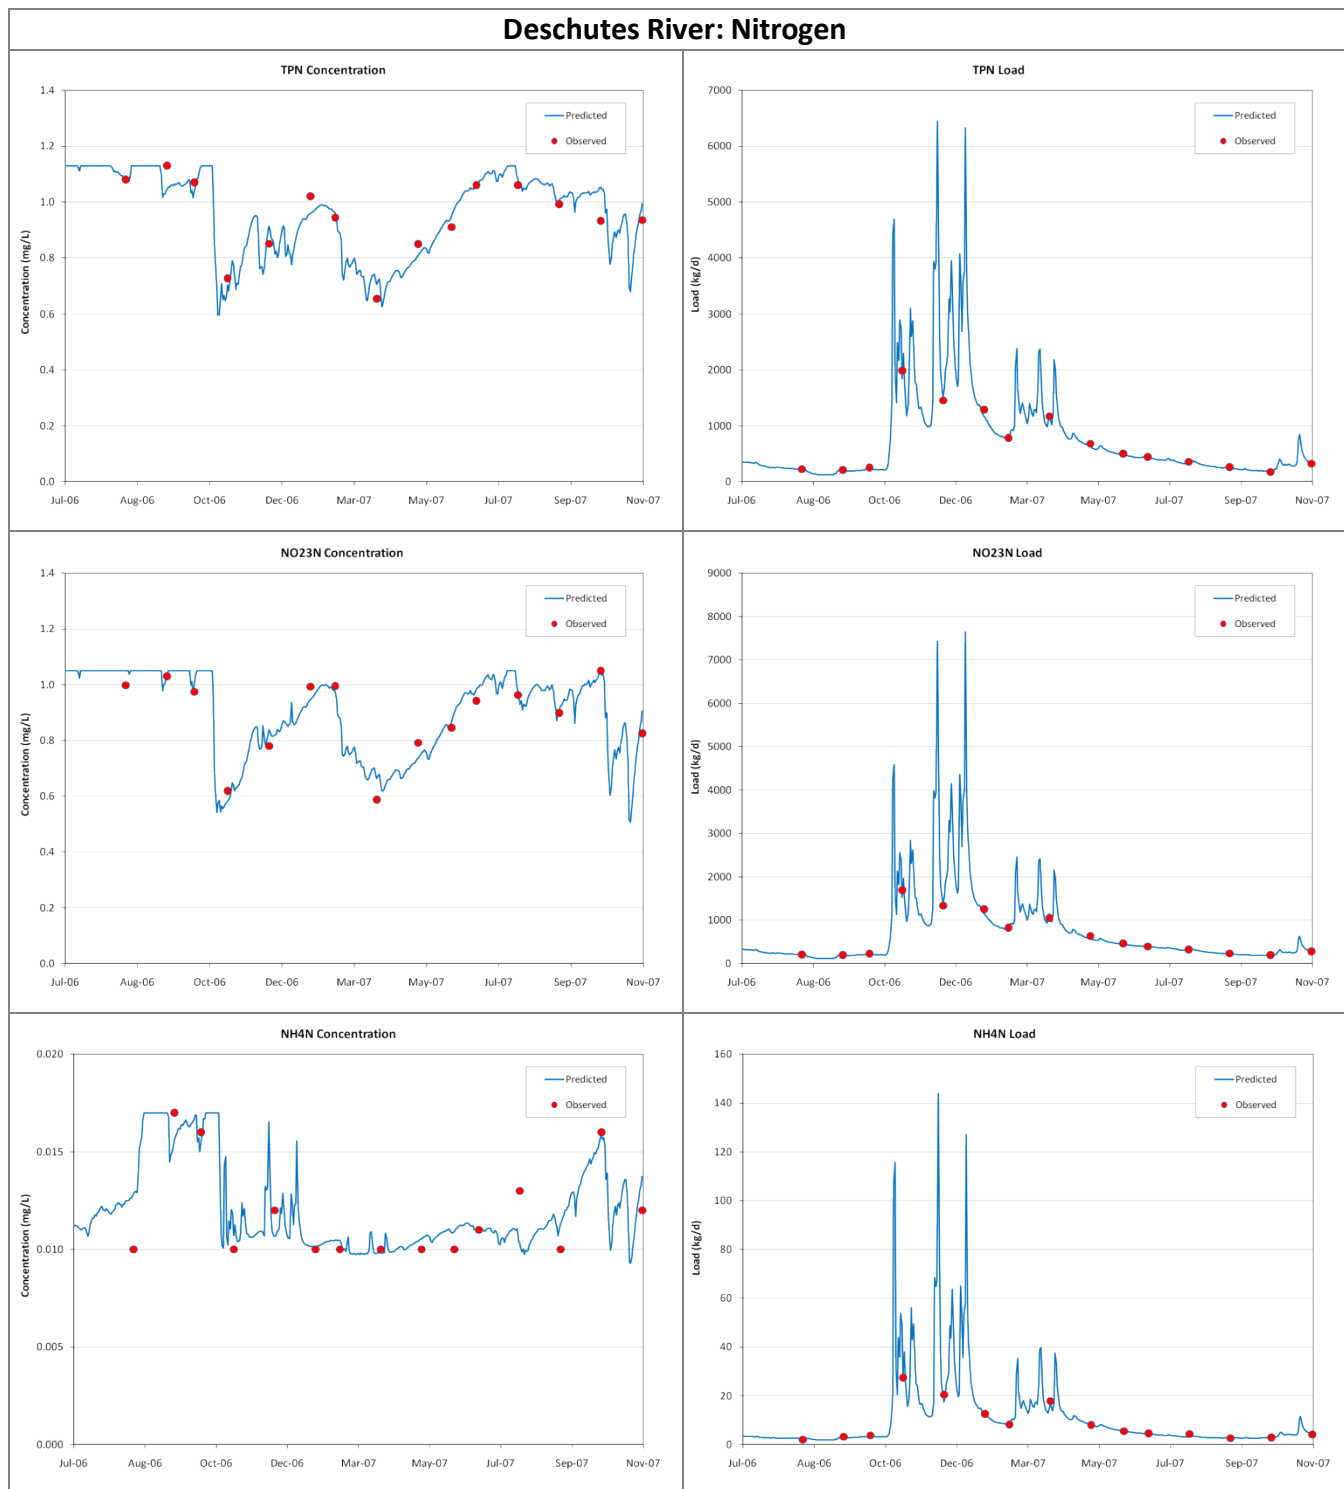 Deschutes River: Nitrogen
TPN Concentration
Concentration (mg/L)
1.4
1.2
1.0
0.8
0.6
0.4
0.2
0.0
Predicted
Observed
Jul-06 Aug-06 Oct-06 Dec-06 Mar-07 May-07 Jul-07 Sep-07 Nov-07
TPN Load
Load (kg/d)
7000
6000
5000
4000
3000
2000
1000
0
Predicted
Observed
Jul-06 Aug-06 Oct-06 Dec-06 Mar-07 May-07 Jul-07 Sep-07 Nov-07
NO23N Concentration
Concentration (mg/L)
1.4
1.2
1.0
0.8
0.6
0.4
0.2
0.0
Predicted
Observed
Jul-06 Aug-06 Oct-06 Dec-06 Mar-07 May-07 Jul-07 Sep-07 Nov-07
NO23N Load
Load (kg/d)
9000
8000
7000
6000
5000
4000
3000
2000
1000
0
Predicted
Observed
Jul-06 Aug-06 Oct-06 Dec-06 Mar-07 May-07 Jul-07 Sep-07 Nov-07
NH4N Concentration
Concentration (mg/L)
0.020
0.015
0.010
0.005
0.000
Predicted
Observed
Jul-06 Aug-06 Oct-06 Dec-06 Mar-07 May-07 Jul-07 Sep-07 Nov-07
NH4N Load
Load (kg/d)
160
140
120
100
80
60
40
20
0
Predicted
Observed
Jul-06 Aug-06 Oct-06 Dec-06 Mar-07 May-07 Jul-07 Sep-07 Nov-07